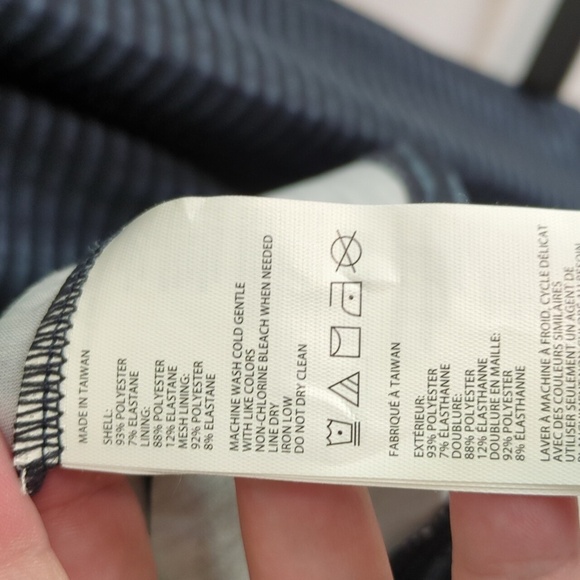 MADE IN TAIWAN
SHELL:
93% POLYESTER
7% ELASTANE
LINING:
88% POLYESTER
12% ELASTANE
MESH LINING:
92% POLYESTER
8% ELASTANE
MACHINE WASH COLD GENTLE
WITH LIKE COLORS
NON-CHLORINE BLEACH WHEN NEEDED
LINE DRY
IRON LOW
DO NOT DRY CLEAN
FABRIQUÉ À TAIWAN
EXTÉRIEUR:
93% POLYESTER
7% ÉLASTHANNE
DOUBLURE:
88% POLYESTER
12% ÉLASTHANNE
DOUBLURE EN MAILLE:
92% POLYESTER
8% ÉLASTHANNE
LAVER À MACHINE À FROID, CYCLE DÉLICAT
AVEC DES COULEURS SIMILAIRES
UTILISER SEULEMENT UN AGENT DE